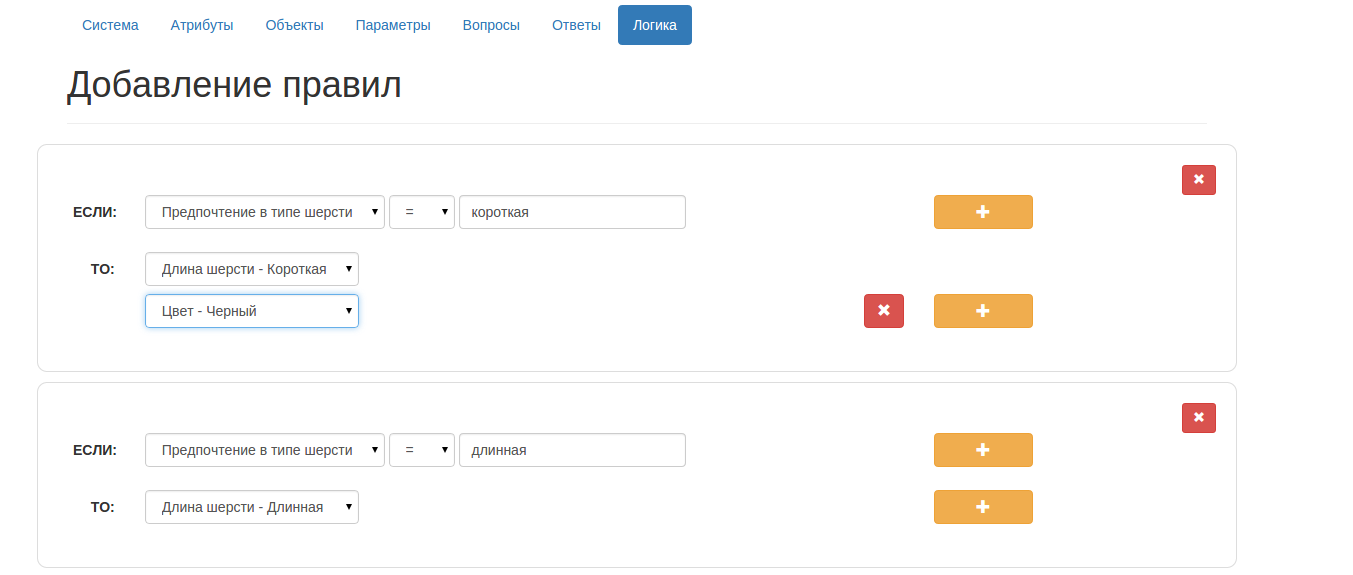 Система Атрибуты Объекты Параметры Вопросы Ответы Логика
Добавление правил
ЕСЛИ: Предпочтение в типе шерсти = короткая
ТО: Длина шерсти - Короткая
Цвет - Черный
ЕСЛИ: Предпочтение в типе шерсти = длинная
ТО: Длина шерсти - Длинная